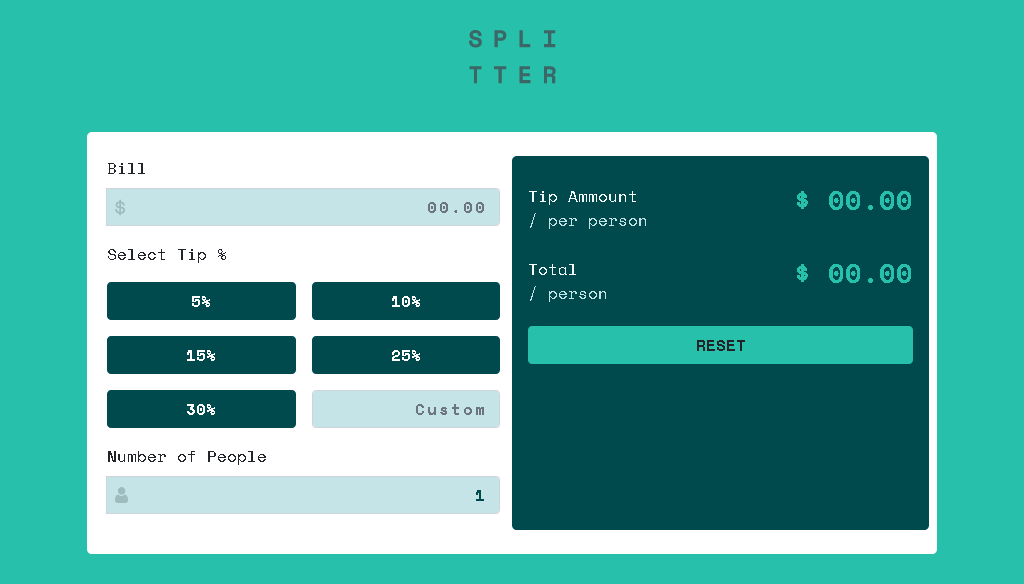 SPLI
TTER
Bill
$ 00.00
Select Tip %
5% 10%
15% 25%
30% Custom
Number of People
1
Tip Ammount $ 00.00
/ per person
Total $ 00.00
/ person
RESET